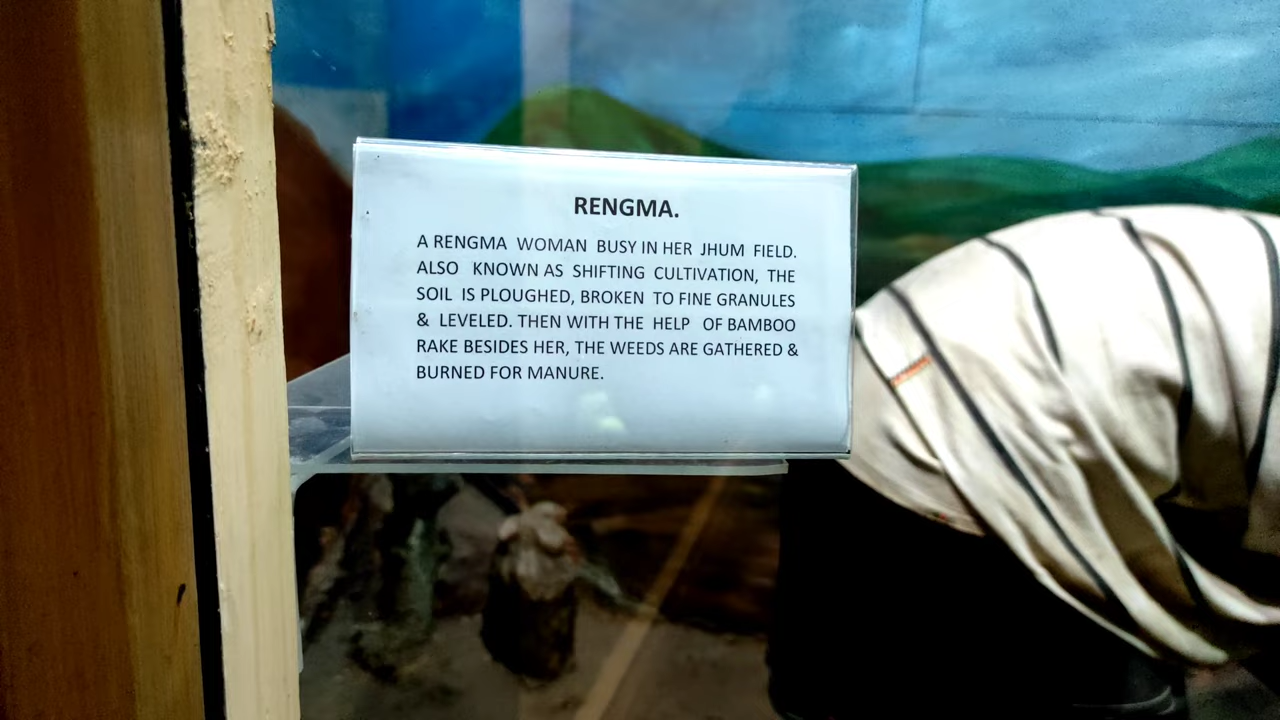 RENGMA.
A RENGMA WOMAN BUSY IN HER JHUM FIELD.
ALSO KNOWN AS SHIFTING CULTIVATION, THE
SOIL IS PLOUGHED, BROKEN TO FINE GRANULES
& LEVELED. THEN WITH THE HELP OF BAMBOO
RAKE BESIDES HER, THE WEEDS ARE GATHERED &
BURNED FOR MANURE.